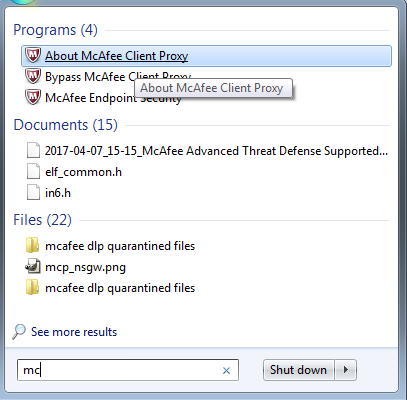 Programs (4)
About McAfee Client Proxy
Bypass McAfee Client Proxy
About McAfee Client Proxy
McAfee Endpoint Security
Documents (15)
2017-04-07_15-15_McAfee Advanced Threat Defense Supported...
elf_common.h
in6.h
Files (22)
mcafee dlp quarantined files
mcp_nsgw.png
mcafee dlp quarantined files
See more results
mc
Shut down